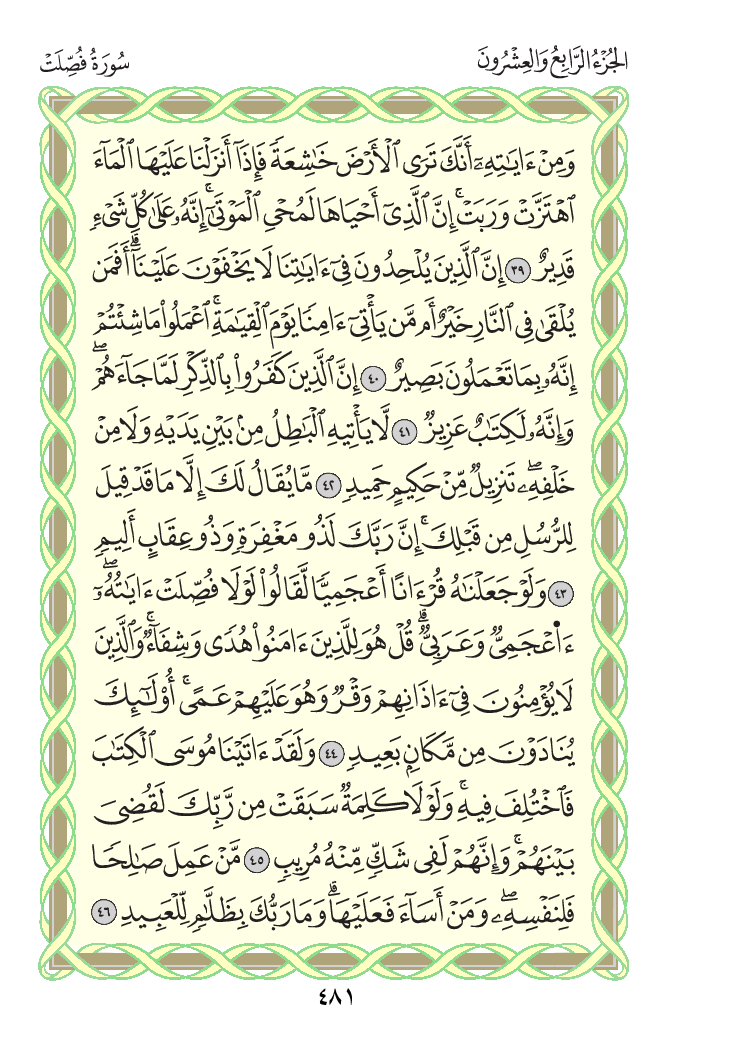 الجُزْءُ الرَّابِعُ وَالعِشْرُونَ
سُورَةُ فُصِّلَتْ
وَمِنْ ءَايَٰتِهِۦٓ أَنَّكَ تَرَى ٱلْأَرْضَ خَٰشِعَةً فَإِذَآ أَنزَلْنَا عَلَيْهَا ٱلْمَآءَ
ٱهْتَزَّتْ وَرَبَتْ ۚ إِنَّ ٱلَّذِىٓ أَحْيَاهَا لَمُحْىِ ٱلْمَوْتَىٰٓ ۚ إِنَّهُۥ عَلَىٰ كُلِّ شَىْءٍ
قَدِيرٌ ٣٩ إِنَّ ٱلَّذِينَ يُلْحِدُونَ فِىٓ ءَايَٰتِنَا لَا يَخْفَوْنَ عَلَيْنَآ ۗ أَفَمَن
يُلْقَىٰ فِى ٱلنَّارِ خَيْرٌ أَم مَّن يَأْتِىٓ ءَامِنًا يَوْمَ ٱلْقِيَٰمَةِ ۚ ٱعْمَلُوا۟ مَا شِئْتُمْ
إِنَّهُۥ بِمَا تَعْمَلُونَ بَصِيرٌ ٤٠ إِنَّ ٱلَّذِينَ كَفَرُوا۟ بِٱلذِّكْرِ لَمَّا جَآءَهُمْ ۖ
وَإِنَّهُۥ لَكِتَٰبٌ عَزِيزٌ ٤١ لَّا يَأْتِيهِ ٱلْبَٰطِلُ مِنۢ بَيْنِ يَدَيْهِ وَلَا مِنْ
خَلْفِهِۦ ۖ تَنزِيلٌ مِّنْ حَكِيمٍ حَمِيدٍ ٤٢ مَّا يُقَالُ لَكَ إِلَّا مَا قَدْ قِيلَ
لِلرُّسُلِ مِن قَبْلِكَ ۚ إِنَّ رَبَّكَ لَذُو مَغْفِرَةٍ وَذُو عِقَابٍ أَلِيمٍ
٤٣ وَلَوْ جَعَلْنَٰهُ قُرْءَانًا أَعْجَمِيًّا لَّقَالُوا۟ لَوْلَا فُصِّلَتْ ءَايَٰتُهُۥٓ ۖ
ءَا۬عْجَمِىٌّ وَعَرَبِىٌّ ۗ قُلْ هُوَ لِلَّذِينَ ءَامَنُوا۟ هُدًى وَشِفَآءٌ ۖ وَٱلَّذِينَ
لَا يُؤْمِنُونَ فِىٓ ءَاذَانِهِمْ وَقْرٌ وَهُوَ عَلَيْهِمْ عَمًى ۚ أُو۟لَٰٓئِكَ
يُنَادَوْنَ مِن مَّكَانٍۭ بَعِيدٍ ٤٤ وَلَقَدْ ءَاتَيْنَا مُوسَى ٱلْكِتَٰبَ
فَٱخْتُلِفَ فِيهِ ۗ وَلَوْلَا كَلِمَةٌ سَبَقَتْ مِن رَّبِّكَ لَقُضِىَ
بَيْنَهُمْ ۚ وَإِنَّهُمْ لَفِى شَكٍّ مِّنْهُ مُرِيبٍ ٤٥ مَّنْ عَمِلَ صَٰلِحًا
فَلِنَفْسِهِۦ ۖ وَمَنْ أَسَآءَ فَعَلَيْهَا ۗ وَمَا رَبُّكَ بِظَلَّٰمٍ لِّلْعَبِيدِ ٤٦
٤٨١